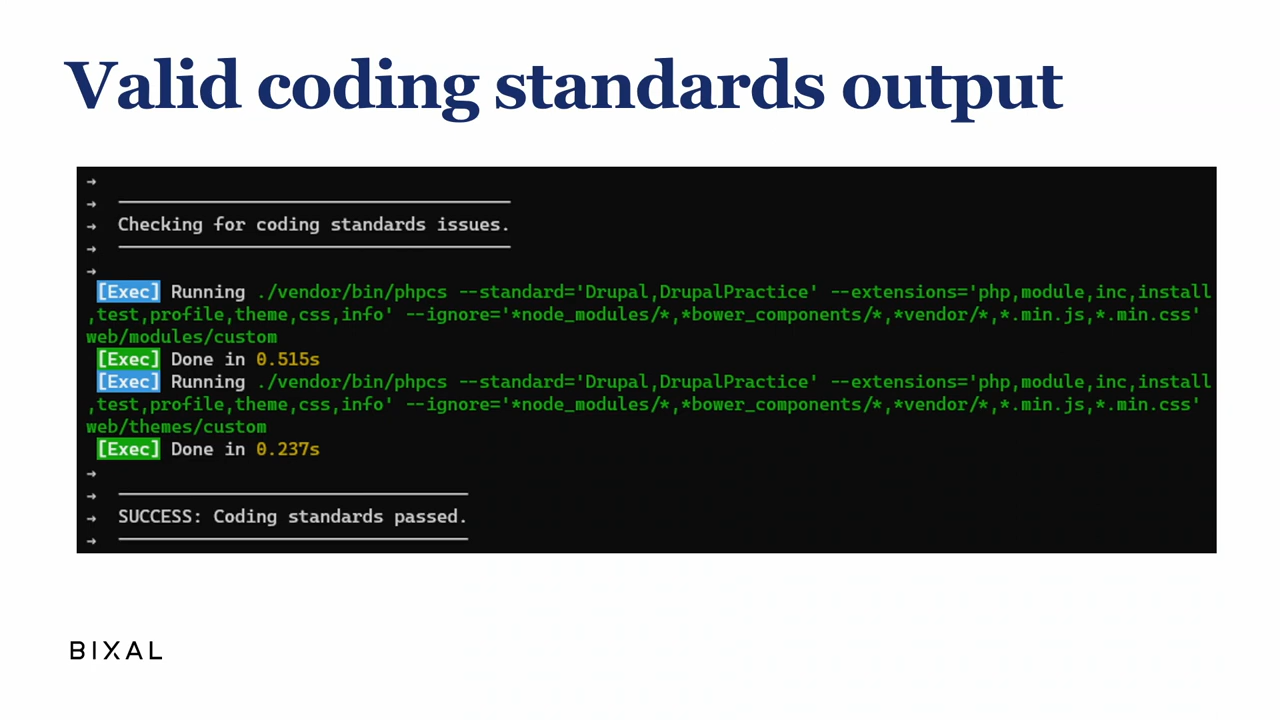 Valid coding standards output
→
→
→ Checking for coding standards issues.
→
→
[Exec] Running ./vendor/bin/phpcs --standard='Drupal,DrupalPractice' --extensions='php,module,inc,install
,test,profile,theme,css,info' --ignore='*node_modules/*,*bower_components/*,*vendor/*,*.min.js,*.min.css'
web/modules/custom
[Exec] Done in 0.515s
[Exec] Running ./vendor/bin/phpcs --standard='Drupal,DrupalPractice' --extensions='php,module,inc,install
,test,profile,theme,css,info' --ignore='*node_modules/*,*bower_components/*,*vendor/*,*.min.js,*.min.css'
web/themes/custom
[Exec] Done in 0.237s
→
→
→ SUCCESS: Coding standards passed.
→
BIXAL